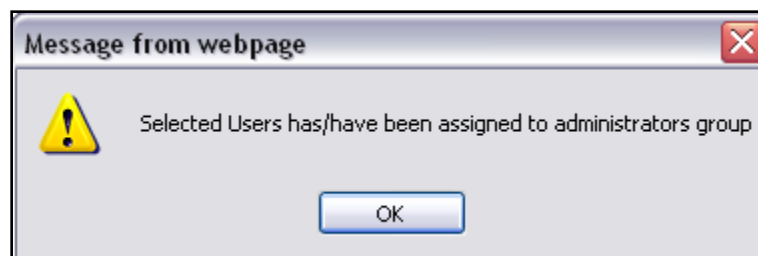 Message from webpage
Selected Users has/have been assigned to administrators group
OK